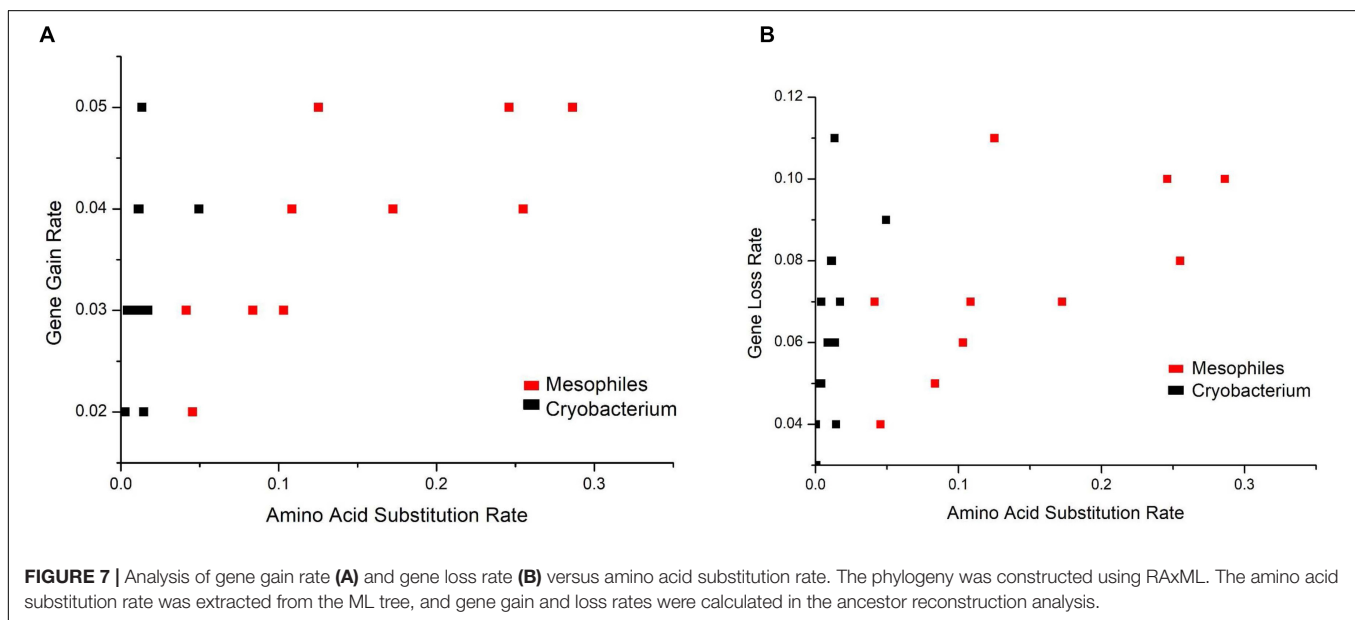 A
0.05
0.04
0.03
0.02
Gene Gain Rate
Mesophiles
Cryobacterium
0.0 0.1 0.2 0.3
Amino Acid Substitution Rate
B
0.12
0.10
0.08
0.06
0.04
Gene Loss Rate
Mesophiles
Cryobacterium
0.0 0.1 0.2 0.3
Amino Acid Substitution Rate
FIGURE 7 | Analysis of gene gain rate (A) and gene loss rate (B) versus amino acid substitution rate. The phylogeny was constructed using RAxML. The amino acid
substitution rate was extracted from the ML tree, and gene gain and loss rates were calculated in the ancestor reconstruction analysis.